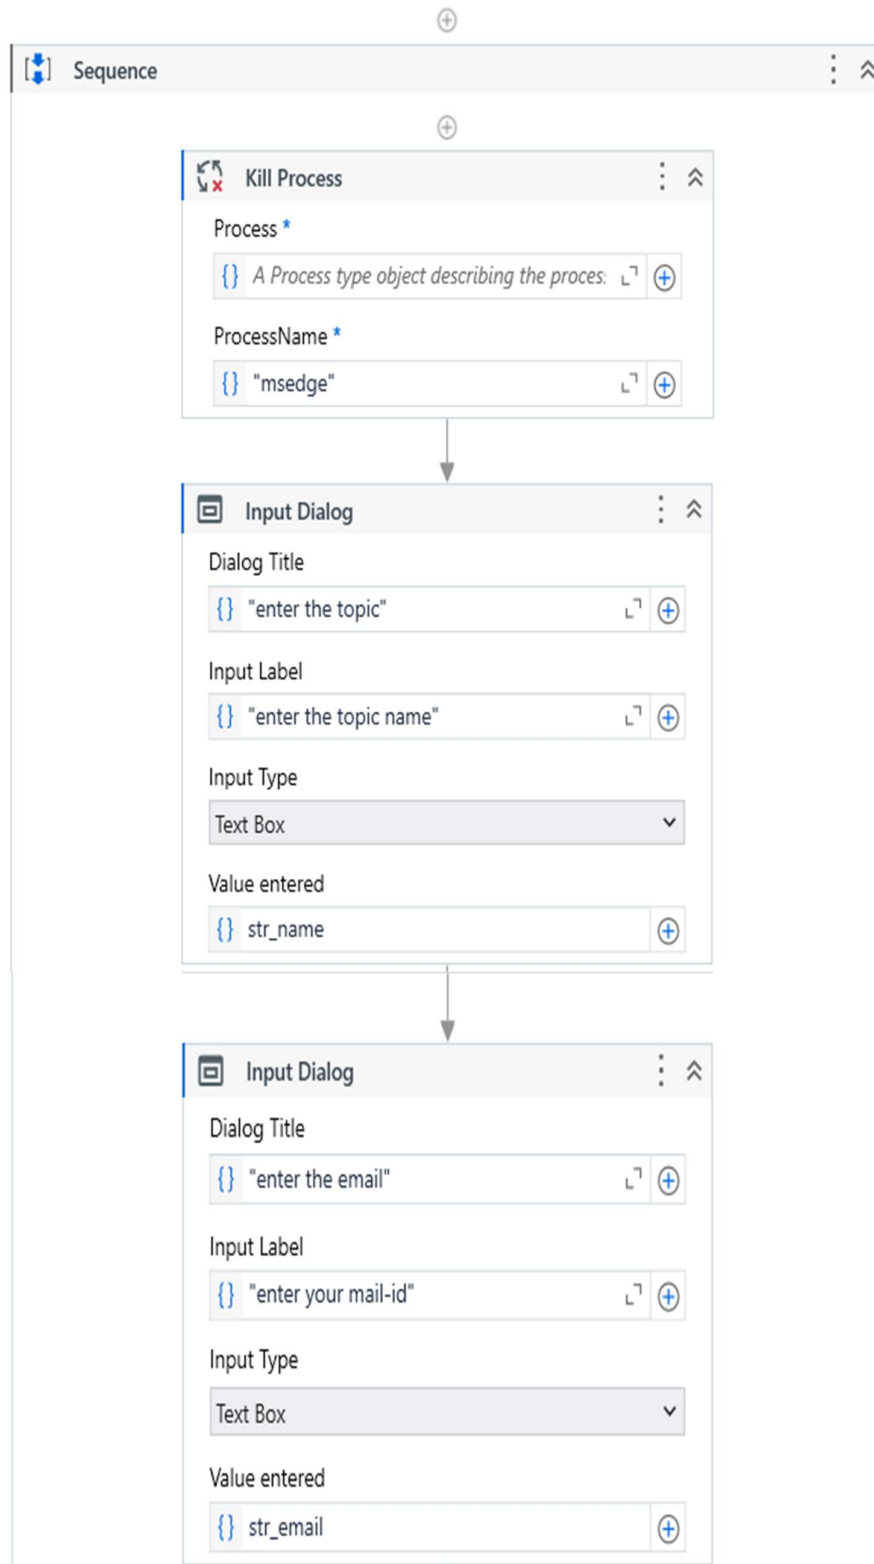 Sequence
Kill Process
Process *
{} A Process type object describing the proces
ProcessName *
{} "msedge"
Input Dialog
Dialog Title
{} "enter the topic"
Input Label
{} "enter the topic name"
Input Type
Text Box
Value entered
{} str_name
Input Dialog
Dialog Title
{} "enter the email"
Input Label
{} "enter your mail-id"
Input Type
Text Box
Value entered
{} str_email